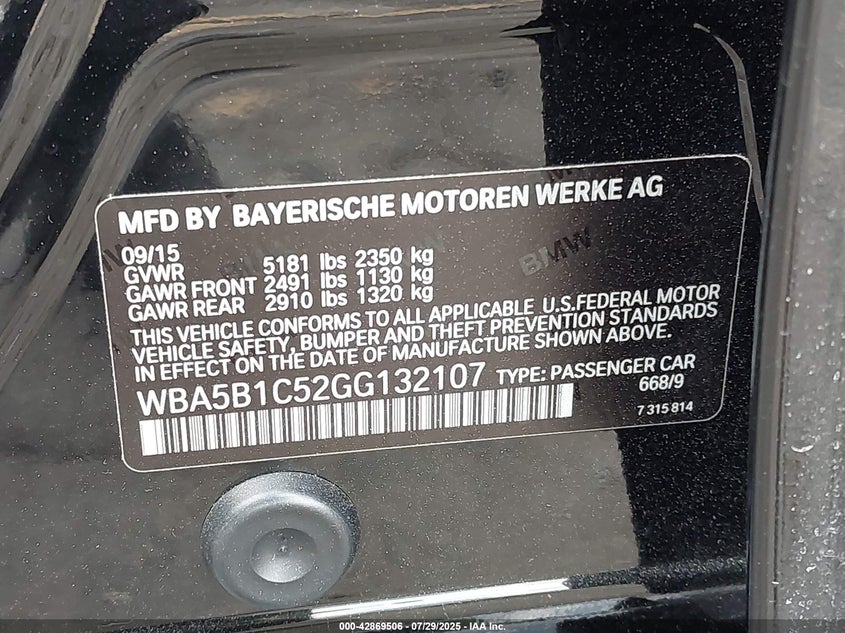 MFD BY BAYERISCHE MOTOREN WERKE AG
09/15
GVWR 5181 lbs 2350 kg
GAWR FRONT 2491 lbs 1130 kg
GAWR REAR 2910 lbs 1320 kg
THIS VEHICLE CONFORMS TO ALL APPLICABLE U.S.FEDERAL MOTOR
VEHICLE SAFETY, BUMPER AND THEFT PREVENTION STANDARDS
IN EFFECT ON THE DATE OF MANUFACTURE SHOWN ABOVE.
WBA5B1C52GG132107 TYPE: PASSENGER CAR
668/9
7 315 814
BMW
BMW
000-42869506 - 07/29/2025 - IAA Inc.